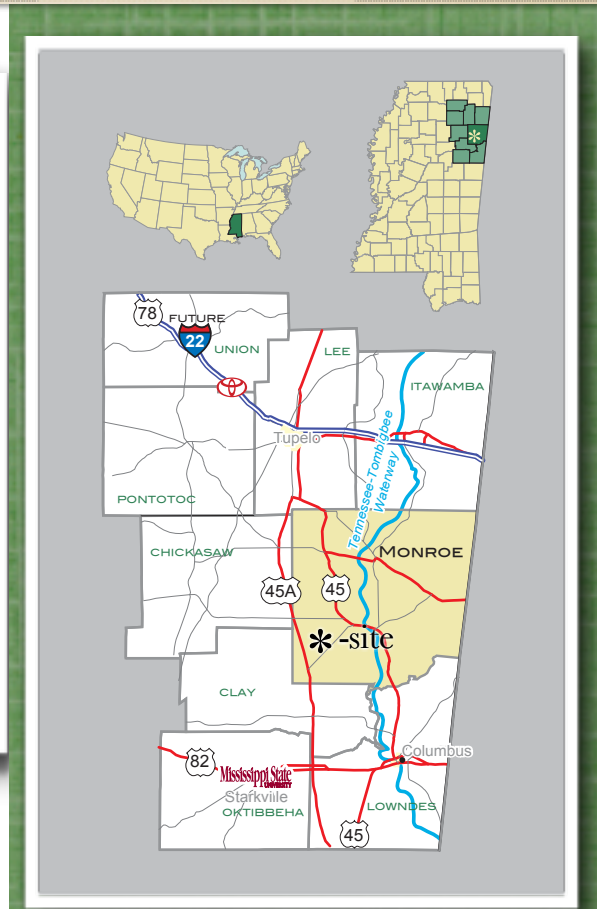 *
78
FUTURE
22
UNION
LEE
ITAWAMBA
Tupelo
Tennessee-Tombigbee
Waterway
PONTOTOC
CHICKASAW
MONROE
45A
45
* -site
CLAY
82
Mississippi State
UNIVERSITY
Columbus
Starkville
OKTIBBEHA
LOWNDES
45